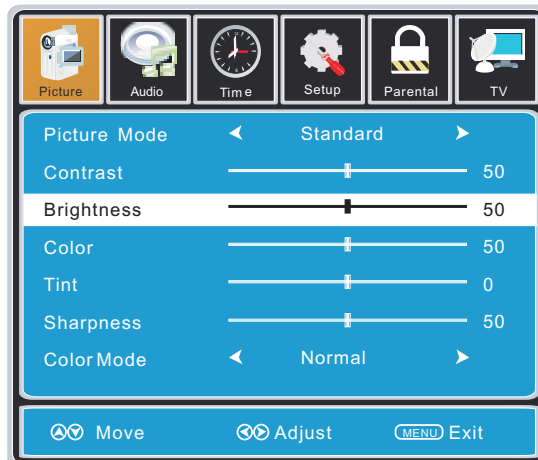 Picture Audio Time Setup Parental TV
Picture Mode Standard
Contrast 50
Brightness 50
Color 50
Tint 0
Sharpness 50
Color Mode Normal
Move Adjust MENU Exit